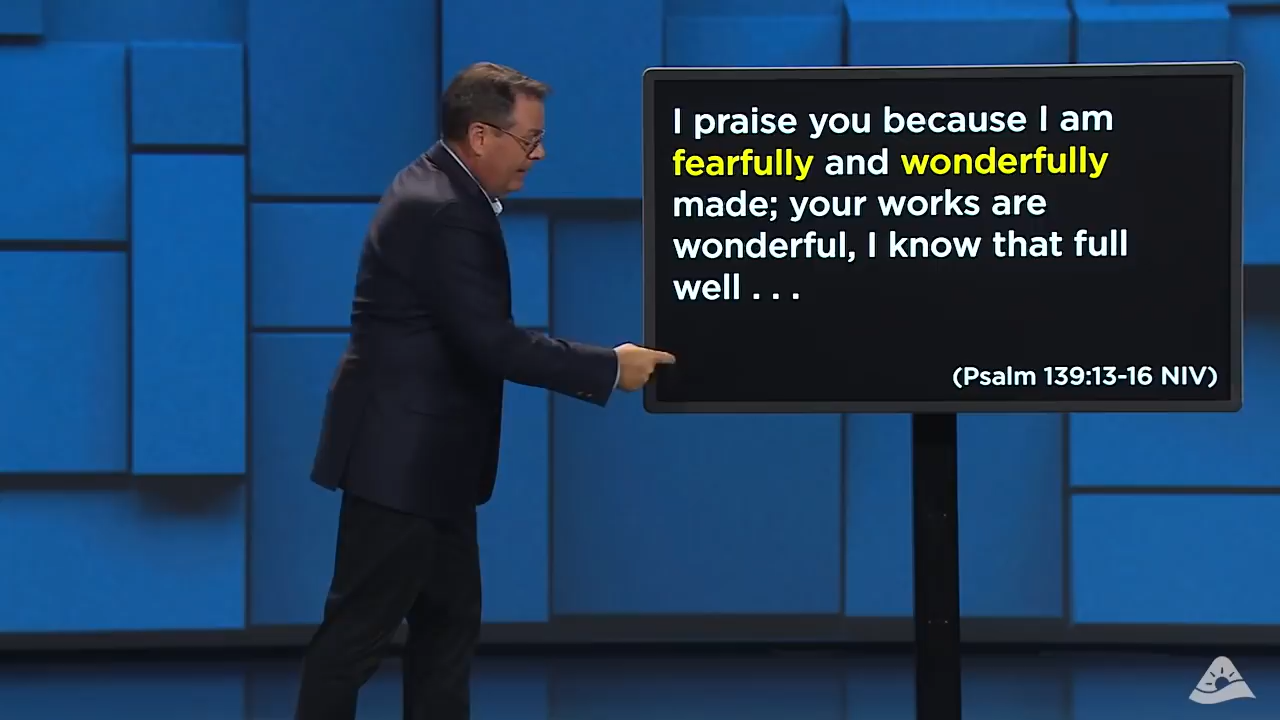 I praise you because I am
fearfully and wonderfully
made; your works are
wonderful, I know that full
well . . .
(Psalm 139:13-16 NIV)